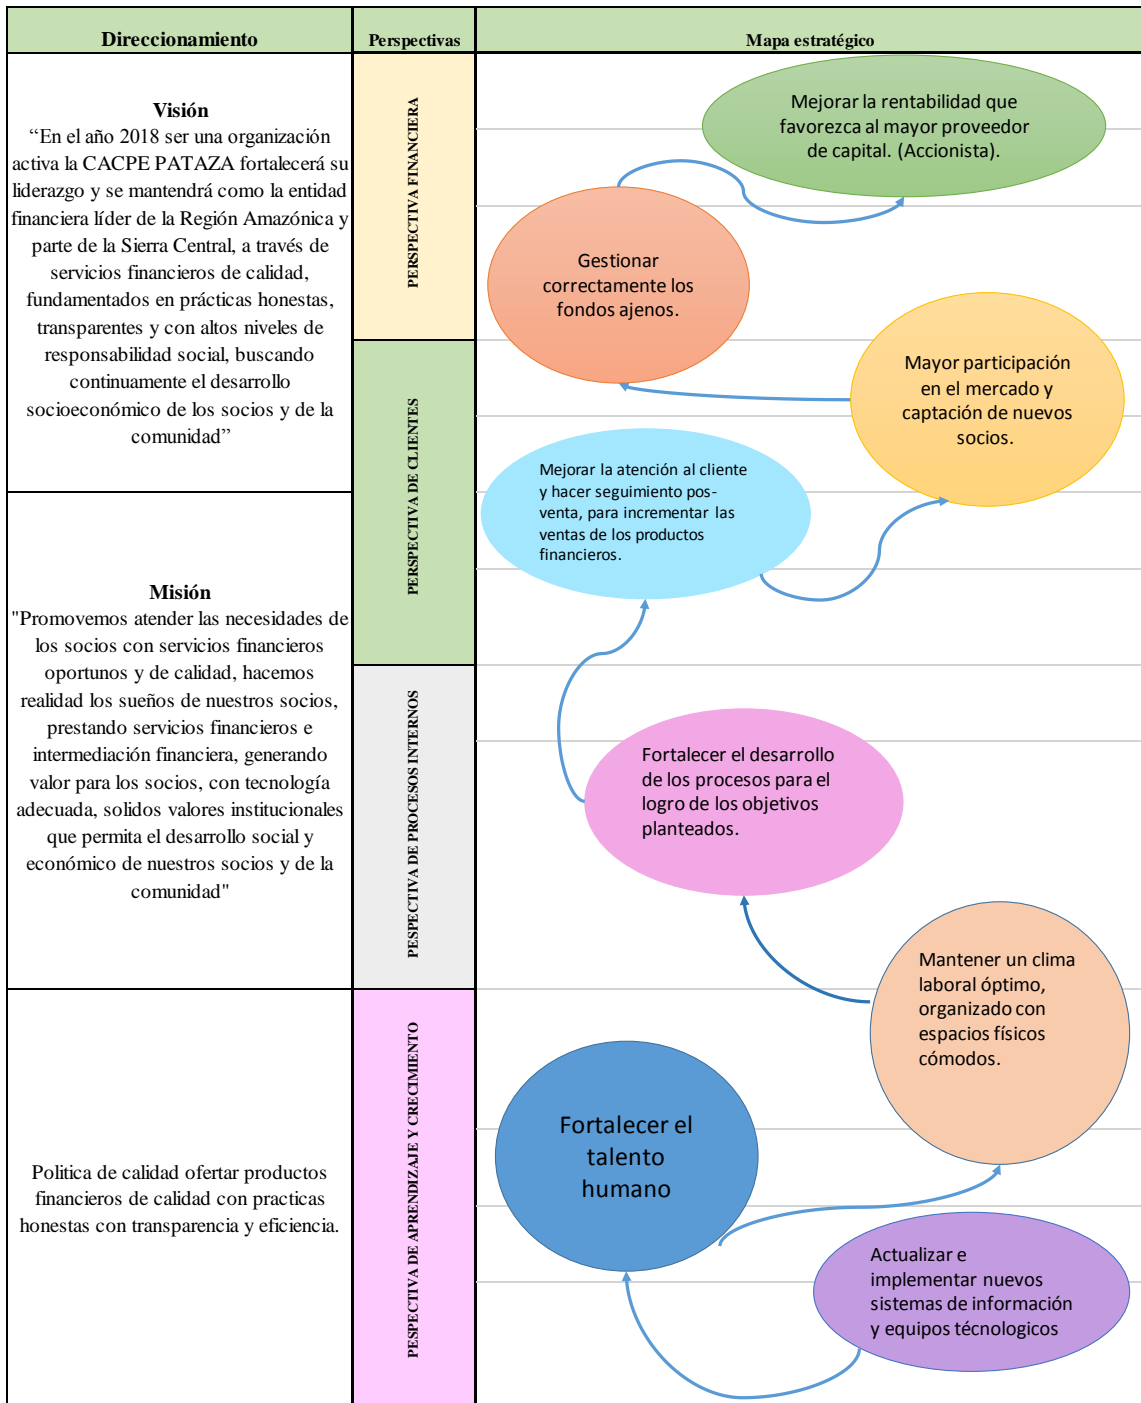 Direccionamiento
Perspectivas
Mapa estratégico
Visión
“En el año 2018 ser una organización
activa la CACPE PATAZA fortalecerá su
liderazgo y se mantendrá como la entidad
financiera líder de la Región Amazónica y
parte de la Sierra Central, a través de
servicios financieros de calidad,
fundamentados en prácticas honestas,
transparentes y con altos niveles de
responsabilidad social, buscando
continuamente el desarrollo
socioeconómico de los socios y de la
comunidad”
Misión
"Promovemos atender las necesidades de
los socios con servicios financieros
oportunos y de calidad, hacemos
realidad los sueños de nuestros socios,
prestando servicios financieros e
intermediación financiera, generando
valor para los socios, con tecnología
adecuada, solidos valores institucionales
que permita el desarrollo social y
económico de nuestros socios y de la
comunidad"
Politica de calidad ofertar productos
financieros de calidad con practicas
honestas con transparencia y eficiencia.
PERSPECTIVA FINANCIERA
PERSPECTIVA DE CLIENTES
PESPECTIVA DE PROCESOS INTERNOS
PESPECTIVA DE APRENDIZAJE Y CRECIMIENTO
Mejorar la rentabilidad que
favorezca al mayor proveedor
de capital. (Accionista).
Gestionar
correctamente los
fondos ajenos.
Mayor participación
en el mercado y
captación de nuevos
socios.
Mejorar la atención al cliente
y hacer seguimiento pos-
venta, para incrementar las
ventas de los productos
financieros.
Fortalecer el desarrollo
de los procesos para el
logro de los objetivos
planteados.
Mantener un clima
laboral óptimo,
organizado con
espacios físicos
cómodos.
Fortalecer el
talento
humano
Actualizar e
implementar nuevos
sistemas de información
y equipos técnologicos